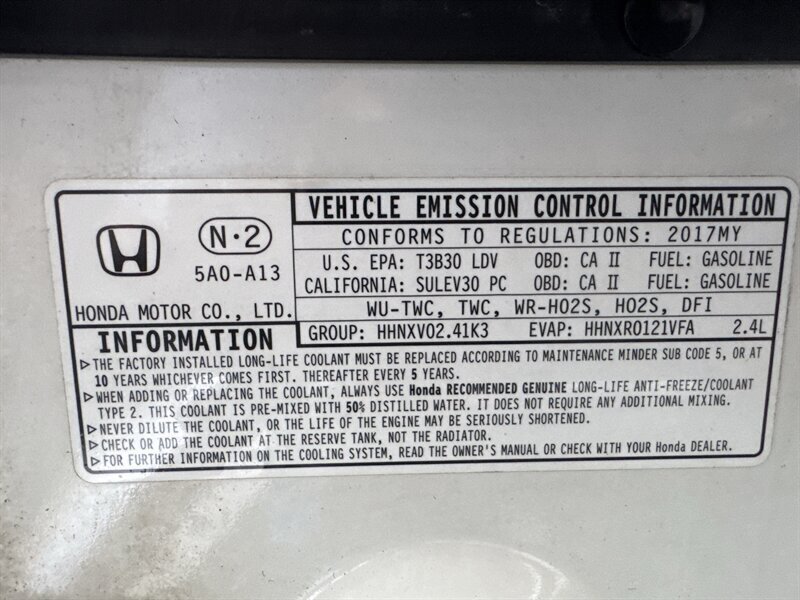 N·2
5A0-A13
HONDA MOTOR CO., LTD.
VEHICLE EMISSION CONTROL INFORMATION
CONFORMS TO REGULATIONS: 2017MY
U.S. EPA: T3B30 LDV OBD: CA II FUEL: GASOLINE
CALIFORNIA: SULEV30 PC OBD: CA II FUEL: GASOLINE
WU-TWC, TWC, WR-HO2S, HO2S, DFI
GROUP: HHNXV02.41K3 EVAP: HHNXR0121VFA 2.4L
INFORMATION
▷THE FACTORY INSTALLED LONG-LIFE COOLANT MUST BE REPLACED ACCORDING TO MAINTENANCE MINDER SUB CODE 5, OR AT
10 YEARS WHICHEVER COMES FIRST. THEREAFTER EVERY 5 YEARS.
▷WHEN ADDING OR REPLACING THE COOLANT, ALWAYS USE Honda RECOMMENDED GENUINE LONG-LIFE ANTI-FREEZE/COOLANT
TYPE 2. THIS COOLANT IS PRE-MIXED WITH 50% DISTILLED WATER. IT DOES NOT REQUIRE ANY ADDITIONAL MIXING.
▷NEVER DILUTE THE COOLANT, OR THE LIFE OF THE ENGINE MAY BE SERIOUSLY SHORTENED.
▷CHECK OR ADD THE COOLANT AT THE RESERVE TANK, NOT THE RADIATOR.
▷FOR FURTHER INFORMATION ON THE COOLING SYSTEM, READ THE OWNER'S MANUAL OR CHECK WITH YOUR Honda DEALER.